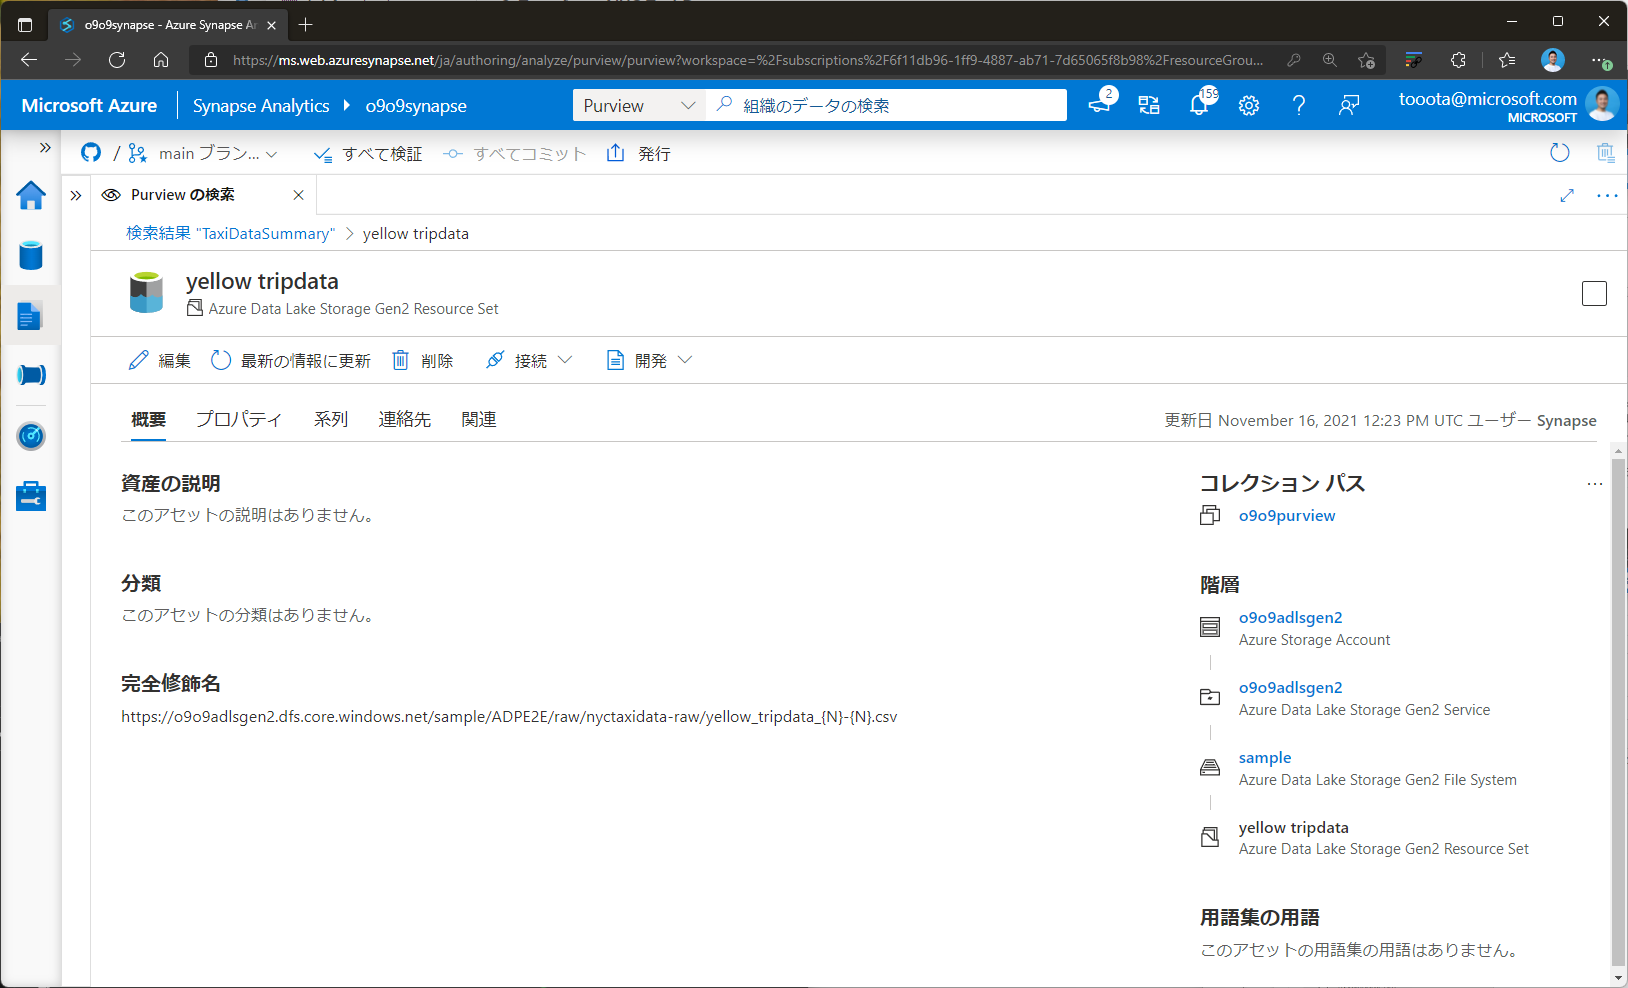 o9o9synapse - Azure Synapse An
https://ms.web.azuresynapse.net/ja/authoring/analyze/purview/purview?workspace=%2Fsubscriptions%2F6f11db96-1ff9-4887-ab71-7d65065f8b98%2FresourceGrou...
Microsoft Azure
Synapse Analytics
o9o9synapse
Purview
組織のデータの検索
2
159
tooota@microsoft.com
MICROSOFT
/ main ブラン...
すべて検証
すべてコミット
発行
Purview の検索
検索結果 "TaxiDataSummary" > yellow tripdata
yellow tripdata
Azure Data Lake Storage Gen2 Resource Set
編集
最新の情報に更新
削除
接続
開発
概要
プロパティ
系列
連絡先
関連
更新日 November 16, 2021 12:23 PM UTC ユーザー Synapse
資産の説明
このアセットの説明はありません。
分類
このアセットの分類はありません。
完全修飾名
https://o9o9adlsgen2.dfs.core.windows.net/sample/ADPE2E/raw/nyctaxidata-raw/yellow_tripdata_{N}-{N}.csv
コレクション パス
o9o9purview
階層
o9o9adlsgen2
Azure Storage Account
o9o9adlsgen2
Azure Data Lake Storage Gen2 Service
sample
Azure Data Lake Storage Gen2 File System
yellow tripdata
Azure Data Lake Storage Gen2 Resource Set
用語集の用語
このアセットの用語集の用語はありません。